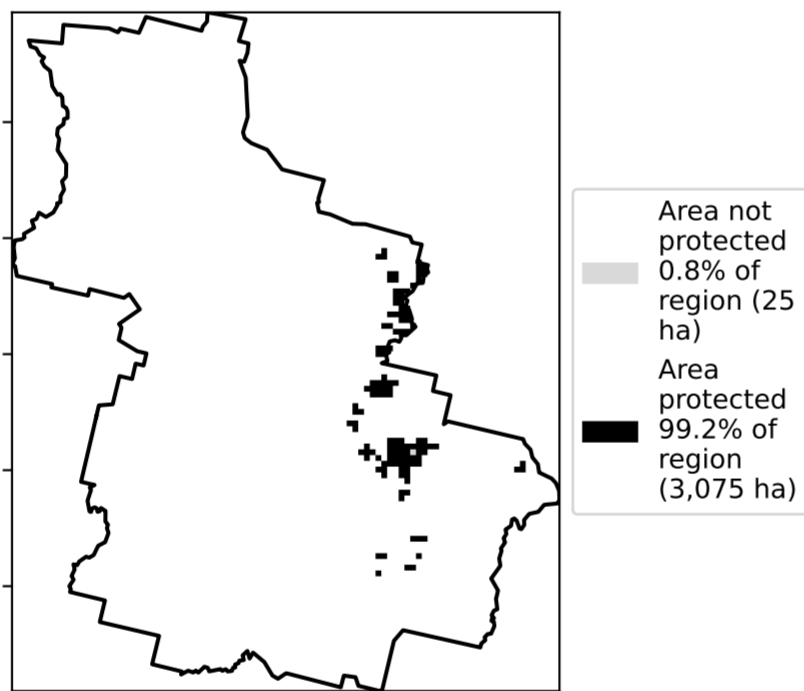 Area not
protected
0.8% of
region (25
ha)
Area
protected
99.2% of
region
(3,075 ha)